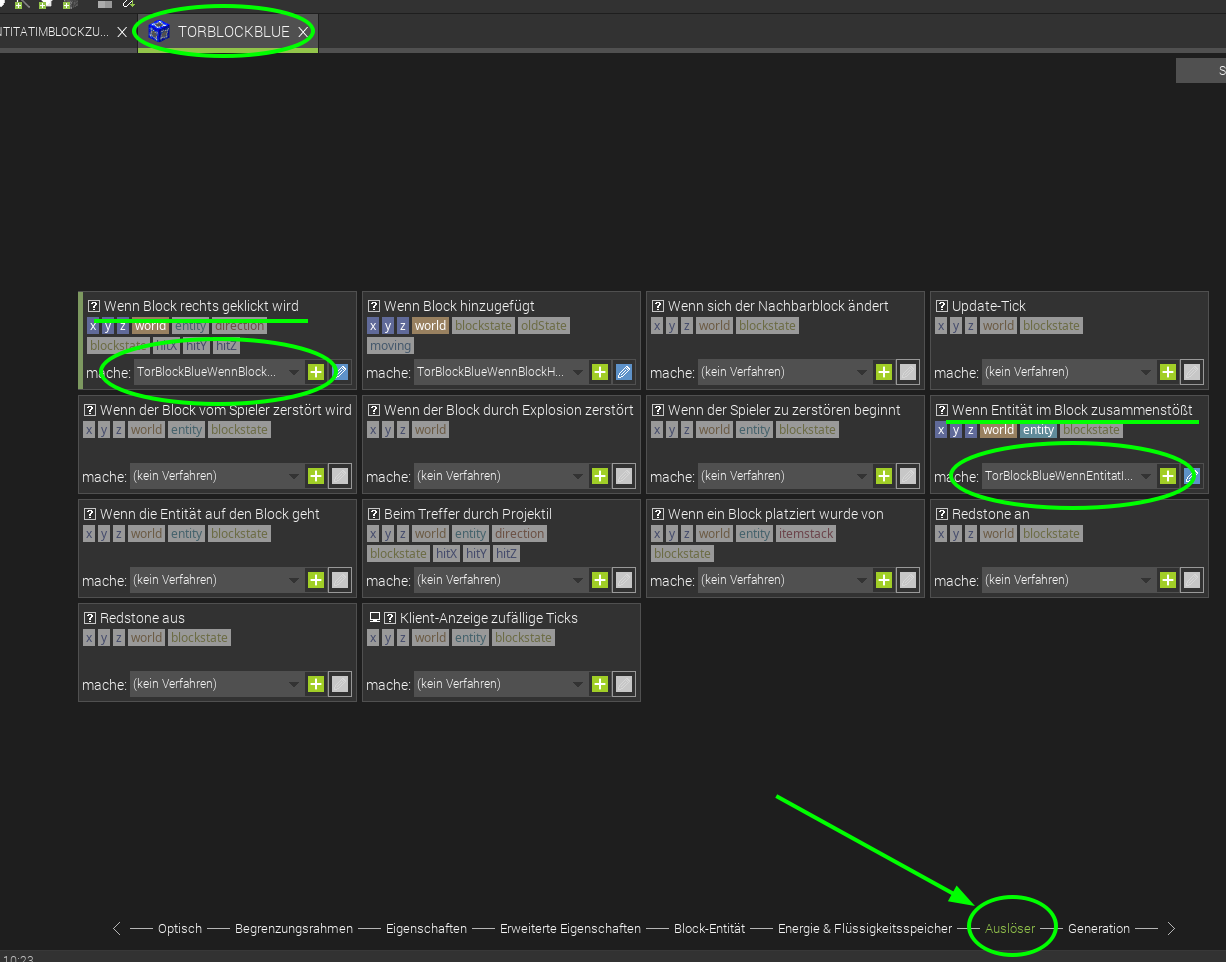 NTITATIMBLOCKZU... TORBLOCKBLUE
S
Wenn Block rechts geklickt wird
x y z world entity direction
blockstate hitX hitY hitZ
mache: TorBlockBlueWennBlock...
Wenn Block hinzugefügt
x y z world blockstate oldState
moving
mache: TorBlockBlueWennBlockH...
Wenn sich der Nachbarblock ändert
x y z world blockstate
mache: (kein Verfahren)
Update-Tick
x y z world blockstate
mache: (kein Verfahren)
Wenn der Block vom Spieler zerstört wird
x y z world entity blockstate
mache: (kein Verfahren)
Wenn der Block durch Explosion zerstört
x y z world
mache: (kein Verfahren)
Wenn der Spieler zu zerstören beginnt
x y z world entity blockstate
mache: (kein Verfahren)
Wenn Entität im Block zusammenstößt
x y z world entity blockstate
mache: TorBlockBlueWennEntitatI...
Wenn die Entität auf den Block geht
x y z world entity blockstate
mache: (kein Verfahren)
Beim Treffer durch Projektil
x y z world entity direction
blockstate hitX hitY hitZ
mache: (kein Verfahren)
Wenn ein Block platziert wurde von
x y z world entity itemstack
blockstate
mache: (kein Verfahren)
Redstone an
x y z world blockstate
mache: (kein Verfahren)
Redstone aus
x y z world blockstate
mache: (kein Verfahren)
Klient-Anzeige zufällige Ticks
x y z world entity blockstate
mache: (kein Verfahren)
Optisch Begrenzungsrahmen Eigenschaften Erweiterte Eigenschaften Block-Entität Energie & Flüssigkeitsspeicher Auslöser Generation
10:23